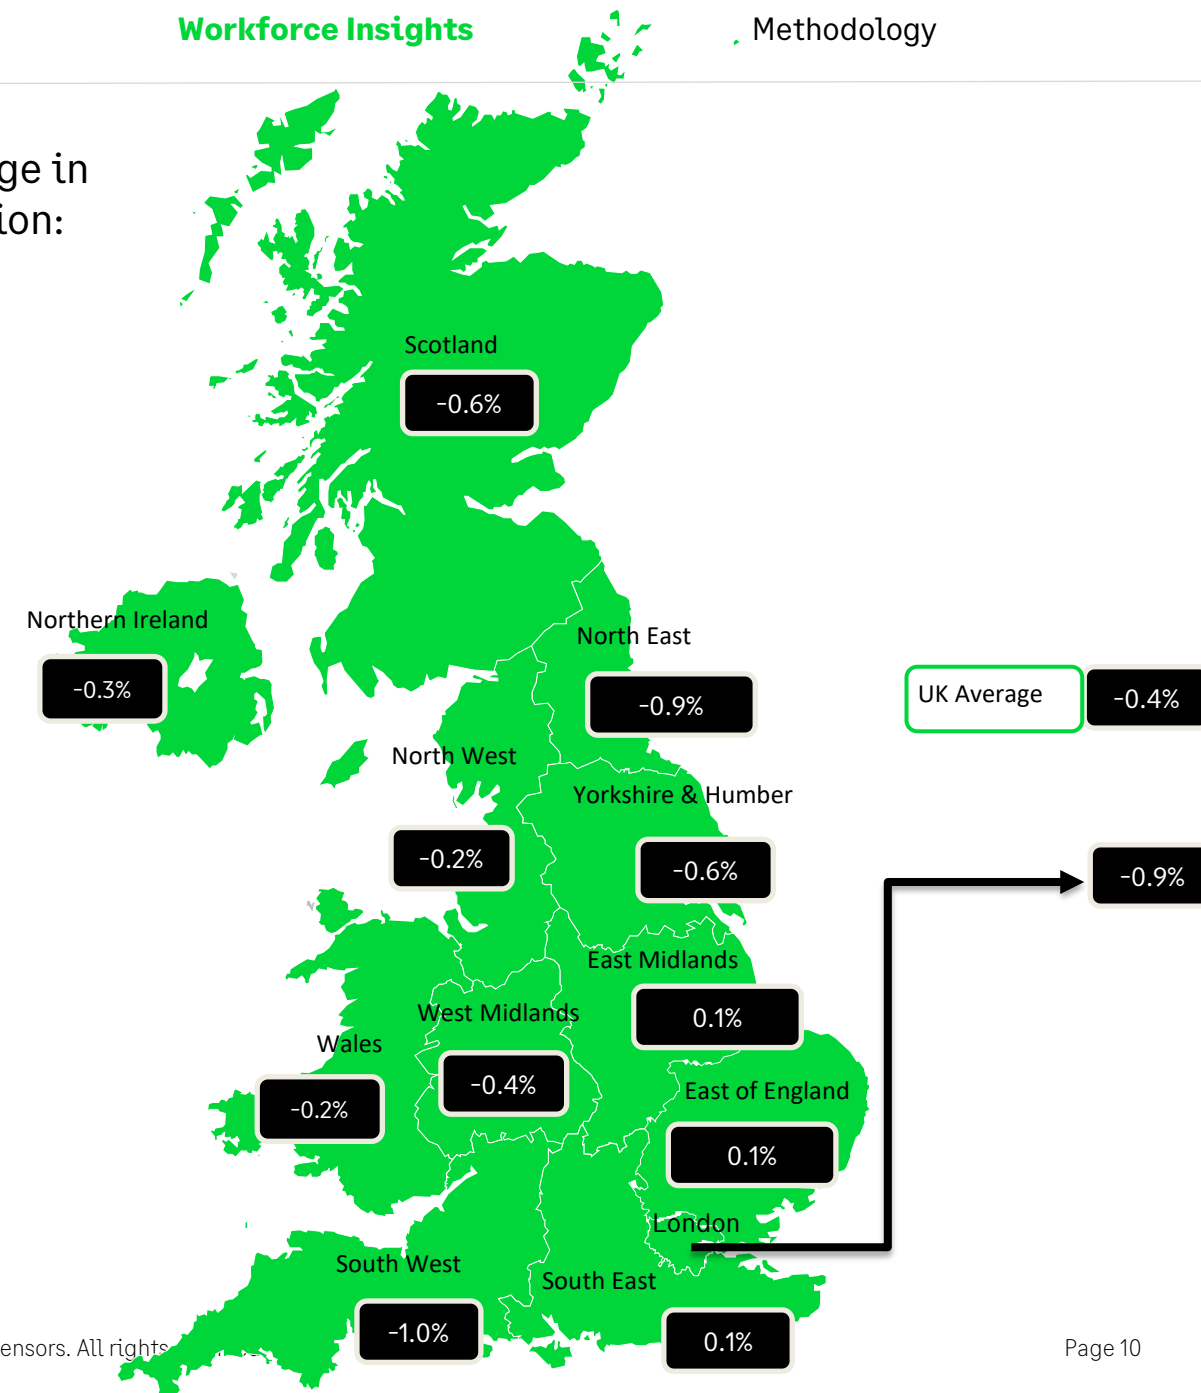 Workforce Insights
Methodology
ge in
ion:
Scotland
-0.6%
Northern Ireland
-0.3%
North East
-0.9%
UK Average
-0.4%
North West
-0.2%
Yorkshire & Humber
-0.6%
-0.9%
East Midlands
0.1%
West Midlands
-0.4%
Wales
-0.2%
East of England
0.1%
London
South West
-1.0%
South East
0.1%
ensors. All rights
Page 10